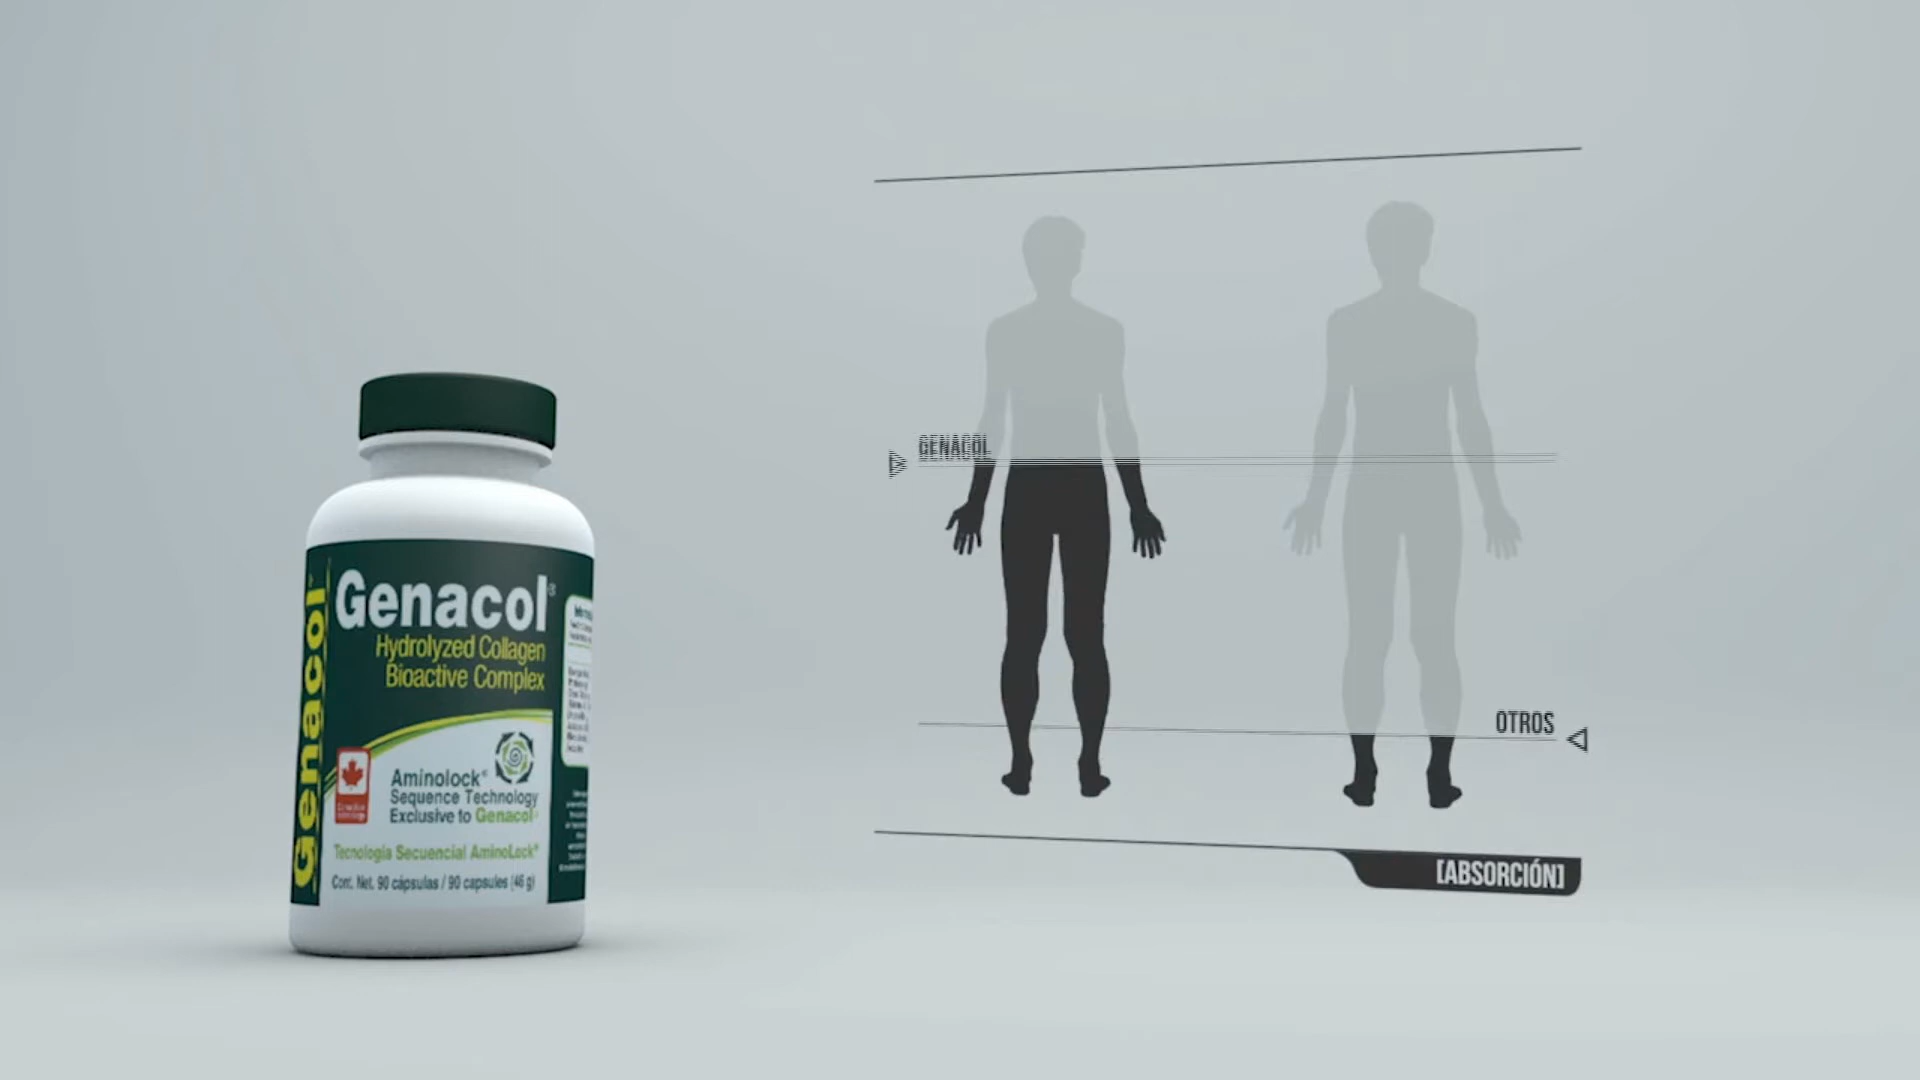 Genacol
Genacol®
Hydrolyzed Collagen
Bioactive Complex
Aminolock®
Sequence Technology
Exclusive to Genacol®
Tecnología Secuencial AminoLock®
Cont. Net. 90 cápsulas / 90 capsules (46 g)
GENACOL
OTROS
[ABSORCIÓN]